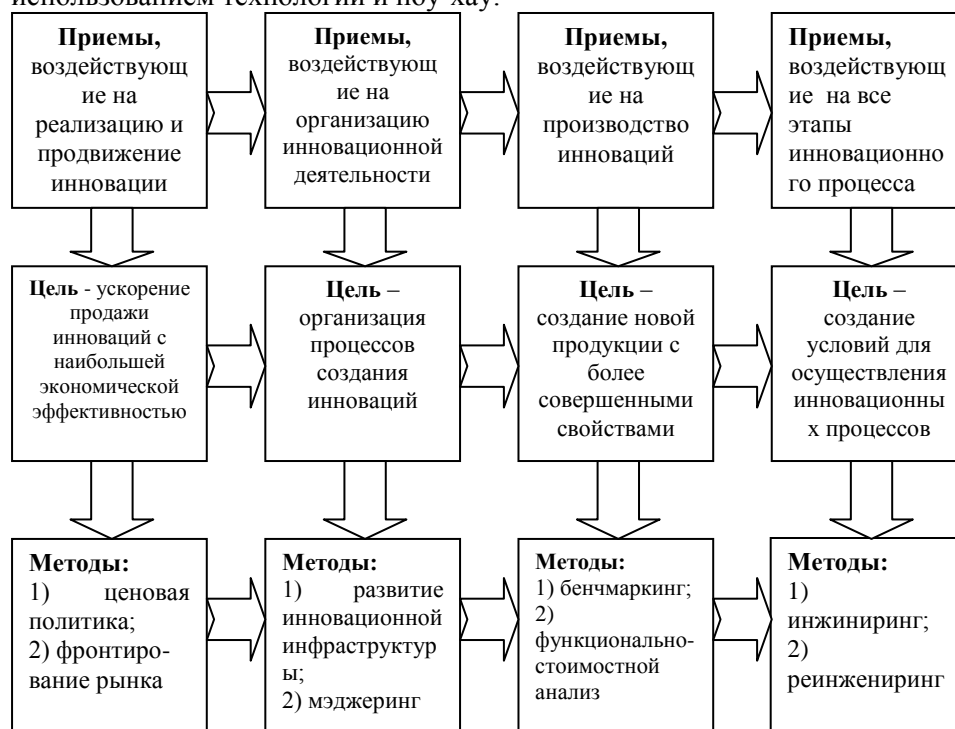 использованием технологий и ноу-хау.
Приемы,
воздействующ
ие на
реализацию и
продвижение
инновации
Приемы,
воздействующ
ие на
организацию
инновационной
деятельности
Приемы,
воздействующ
ие на
производство
инноваций
Приемы,
воздействующ
ие на все
этапы
инновационно
го процесса
Цель - ускорение
продажи
инноваций с
наибольшей
экономической
эффективностью
Цель –
организация
процессов
создания
инноваций
Цель –
создание новой
продукции с
более
совершенными
свойствами
Цель –
создание
условий для
осуществления
инновационны
х процессов
Методы:
1) ценовая
политика;
2) фронтиро-
вание рынка
Методы:
1) развитие
инновационной
инфраструктур
ы;
2) мэджеринг
Методы:
1) бенчмаркинг;
2)
функционально-
стоимостной
анализ
Методы:
1)
инжиниринг;
2)
реинжениринг